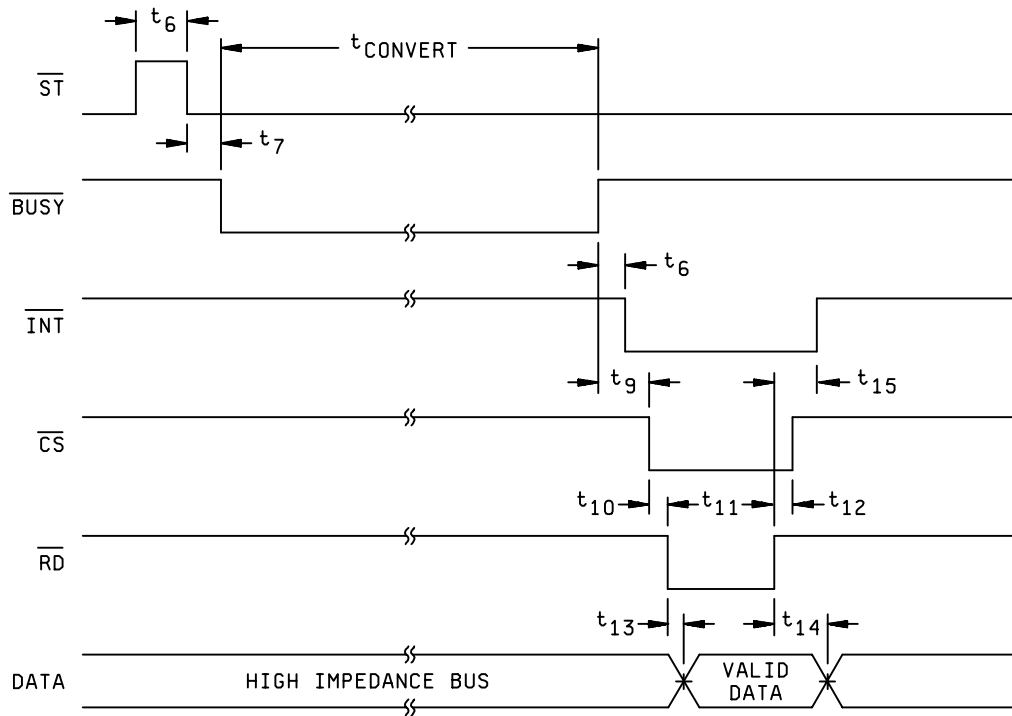 t6
tCONVERT
ST
t7
BUSY
t6
INT
t9
t15
CS
t10
t11
t12
RD
t13
t14
DATA
HIGH IMPEDANCE BUS
VALID
DATA